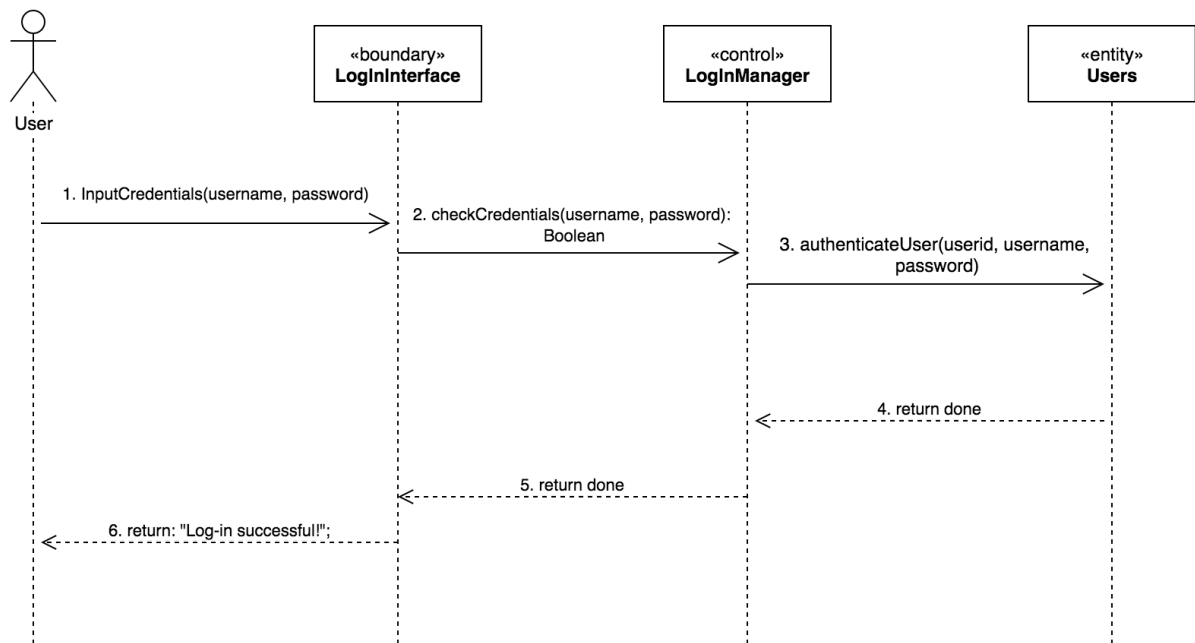 «boundary»
LogInInterface
«control»
LogInManager
«entity»
Users
User
1. InputCredentials(username, password)
2. checkCredentials(username, password):
Boolean
3. authenticateUser(userid, username,
password)
4. return done
5. return done
6. return: "Log-in successful!";